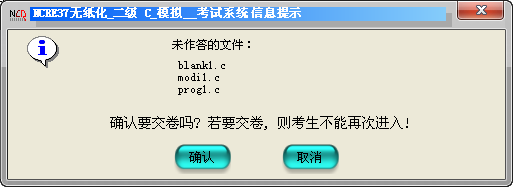 NCRE37无纸化_二级 C_模拟__考试系统信息提示
未作答的文件：
blank1.c
modi1.c
prog1.c
确认要交卷吗？若要交卷，则考生不能再次进入！
确认
取消